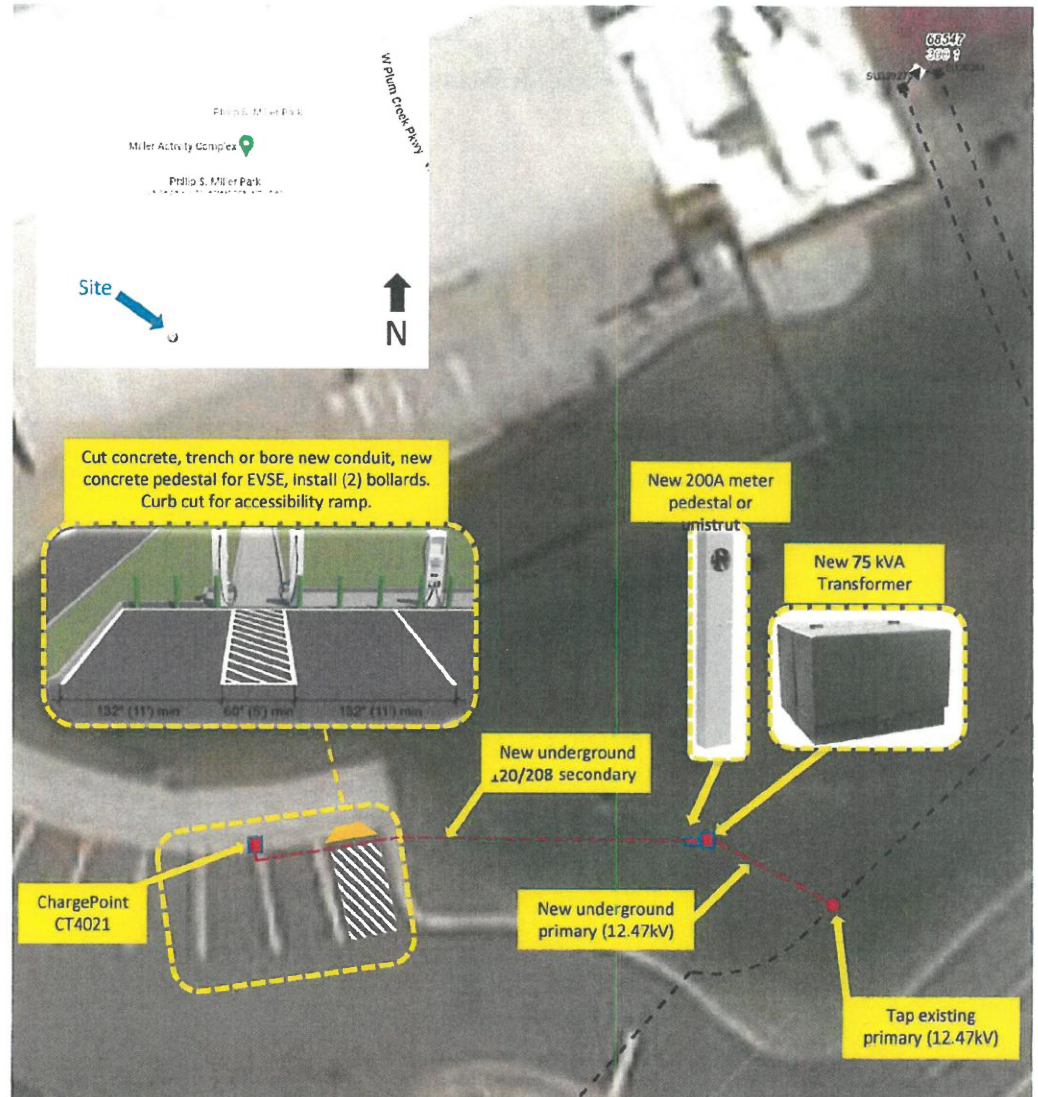 68547
W Plum Creek Pkwy
Philip S. Miller Park
Miller Activity Complex
Philip S. Miller Park
Site
N
Cut concrete, trench or bore new conduit, new
concrete pedestal for EVSE, install (2) bollards.
Curb cut for accessibility ramp.
New 200A meter
pedestal or
unistrut
New 75 kVA
Transformer
132" (11') min
60" (5') min
132" (11') min
New underground
120/208 secondary
ChargePoint
CT4021
New underground
primary (12.47kV)
Tap existing
primary (12.47kV)